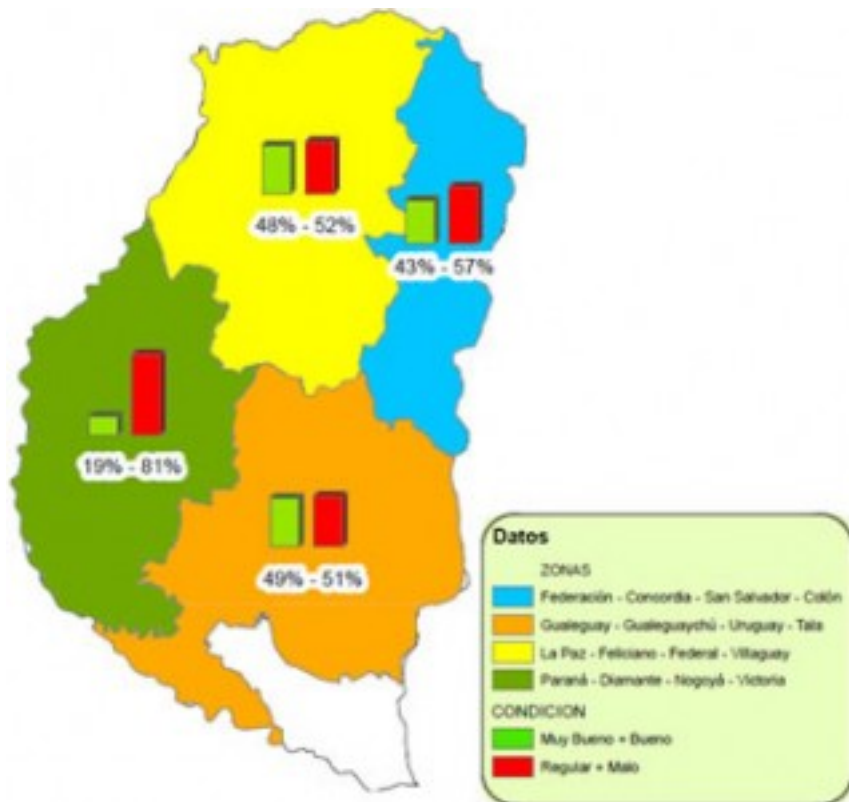 48% - 52%
43% - 57%
19% - 81%
49% - 51%
Datos
ZONAS
Federación - Concordia - San Salvador - Colón
Gualeguay - Gualeguaychú - Uruguay - Tala
La Paz - Feliciano - Federal - Villaguay
Paraná - Diamante - Nogoyá - Victoria
CONDICION
Muy Bueno + Bueno
Regular + Malo